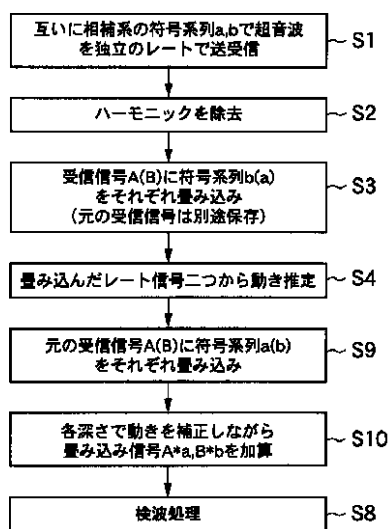 互いに相補系の符号系列a,bで超音波
を独立のレートで送受信
S1
ハーモニックを除去
S2
受信信号A(B)に符号系列b(a)
をそれぞれ畳み込み
(元の受信信号は別途保存)
S3
畳み込んだレート信号二つから動き推定
S4
元の受信信号A(B)に符号系列a(b)
をそれぞれ畳み込み
S9
各深さで動きを補正しながら
畳み込み信号A*a,B*bを加算
S10
検波処理
S8